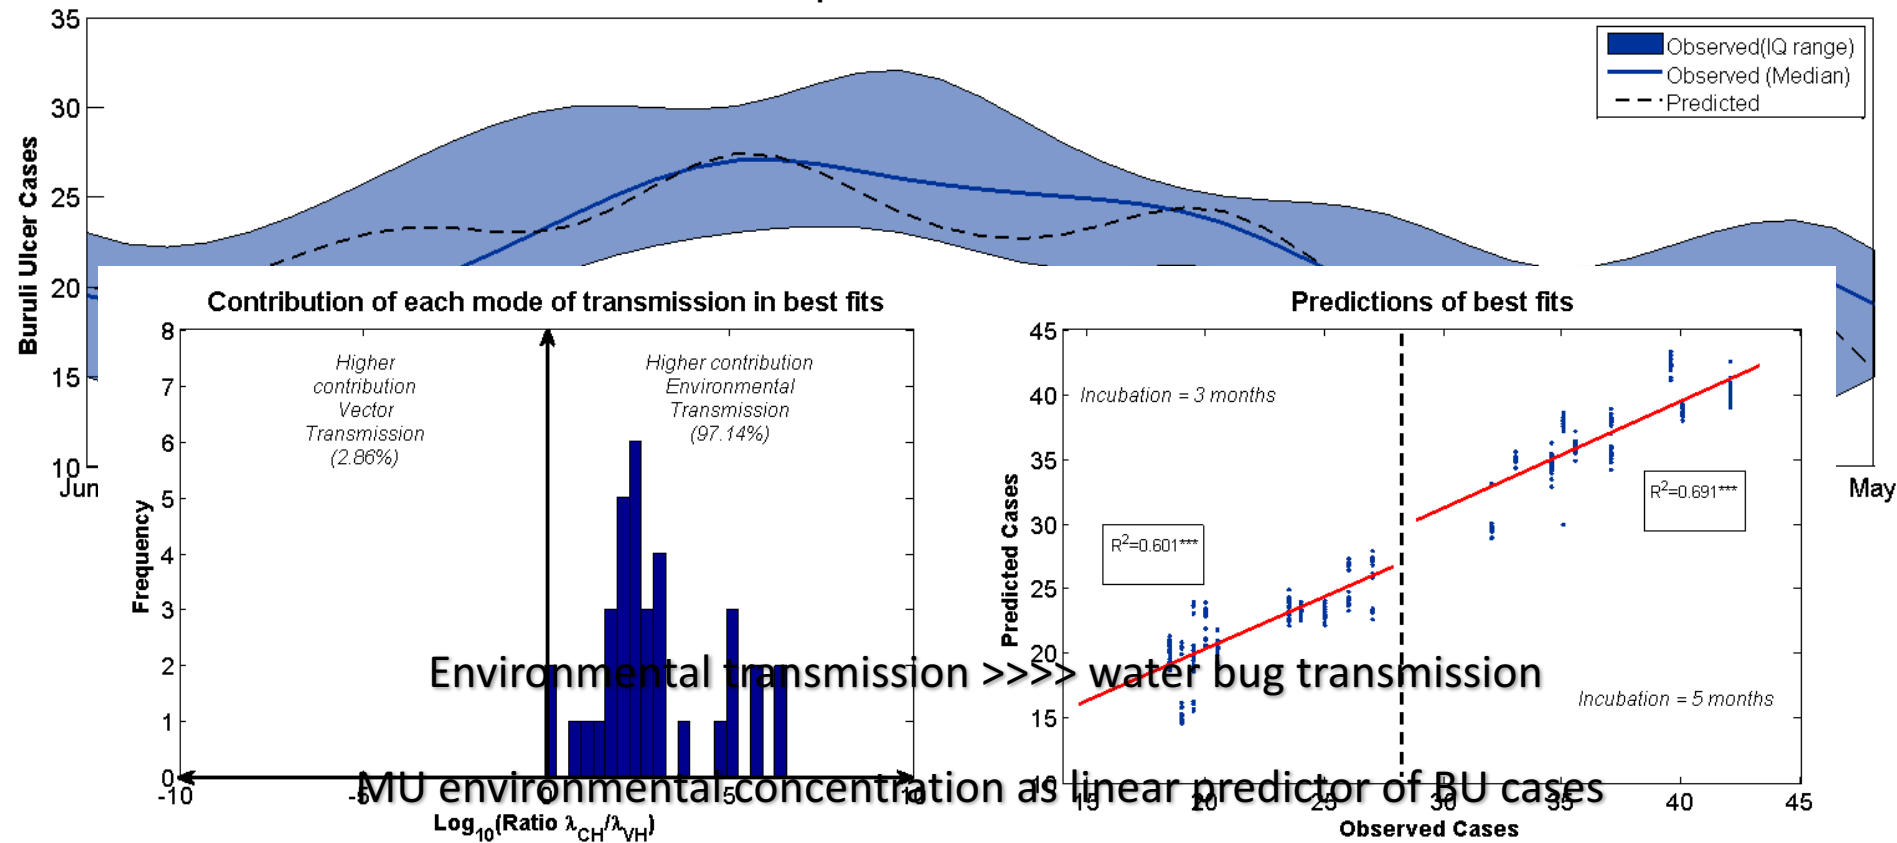 35
30
25
20
15
10
Buruli Ulcer Cases
Observed(IQ range)
Observed (Median)
Predicted
Jun
May
Contribution of each mode of transmission in best fits
8
7
6
5
4
3
2
1
0
Frequency
Higher
contribution
Vector
Transmission
(2.86%)
Higher contribution
Environmental
Transmission
(97.14%)
-10
-5
0
5
10
Log10(Ratio λCH/λVH)
Predictions of best fits
45
40
35
30
25
20
15
10
Predicted Cases
Incubation = 3 months
R²=0.601***
R²=0.691***
Incubation = 5 months
15
20
25
30
35
40
45
Observed Cases
Environmental transmission >>>> water bug transmission
MU environmental concentration as linear predictor of BU cases